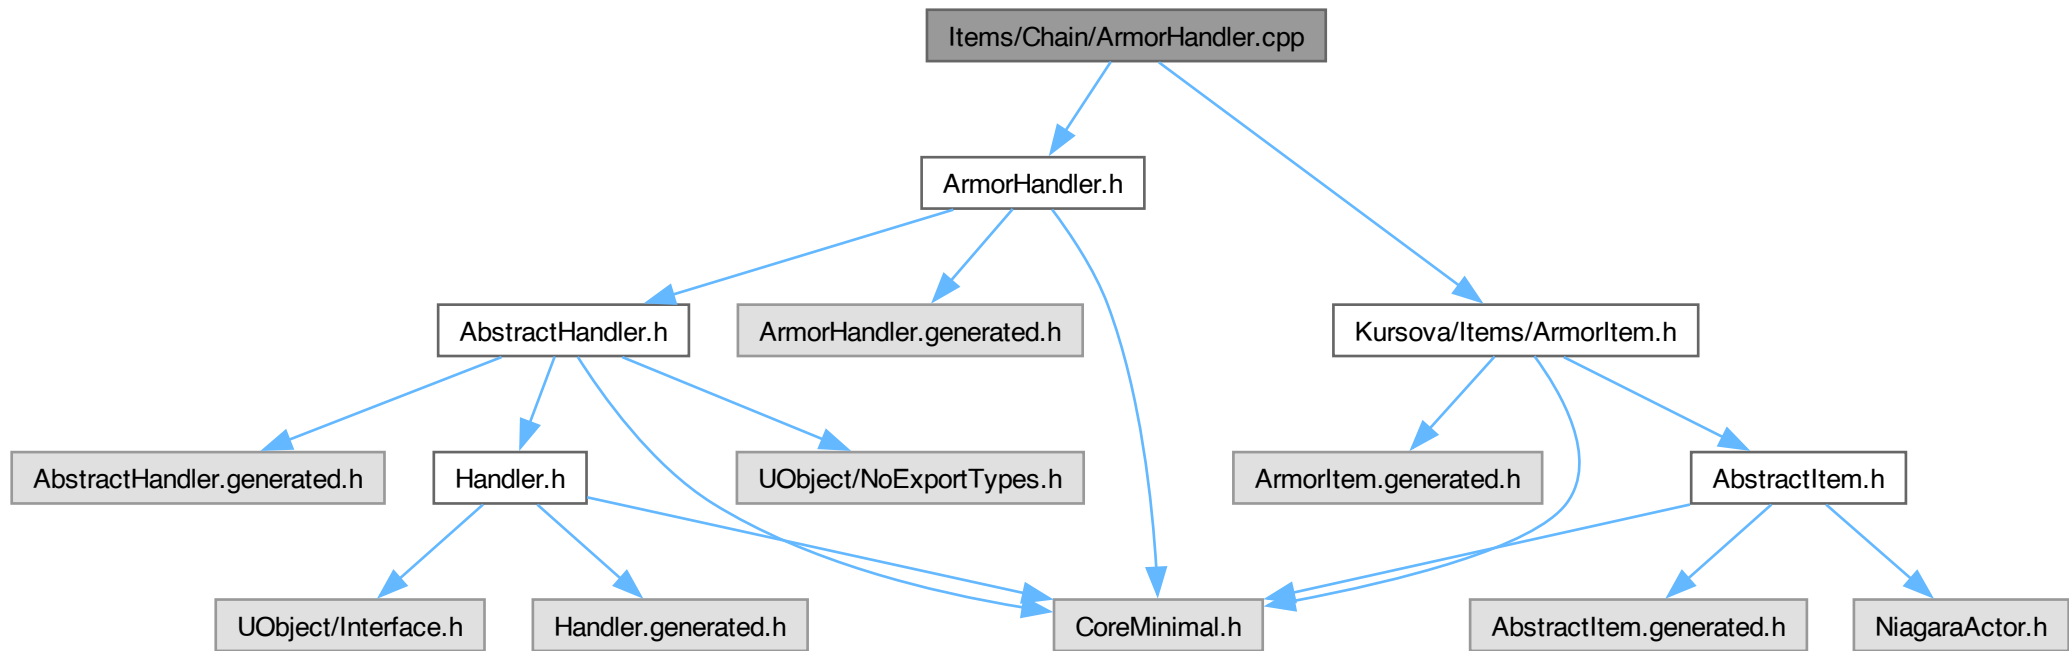 Items/Chain/ArmorHandler.cpp
ArmorHandler.h
AbstractHandler.h
ArmorHandler.generated.h
Kursova/Items/ArmorItem.h
AbstractHandler.generated.h
Handler.h
UObject/NoExportTypes.h
ArmorItem.generated.h
AbstractItem.h
UObject/Interface.h
Handler.generated.h
CoreMinimal.h
AbstractItem.generated.h
NiagaraActor.h